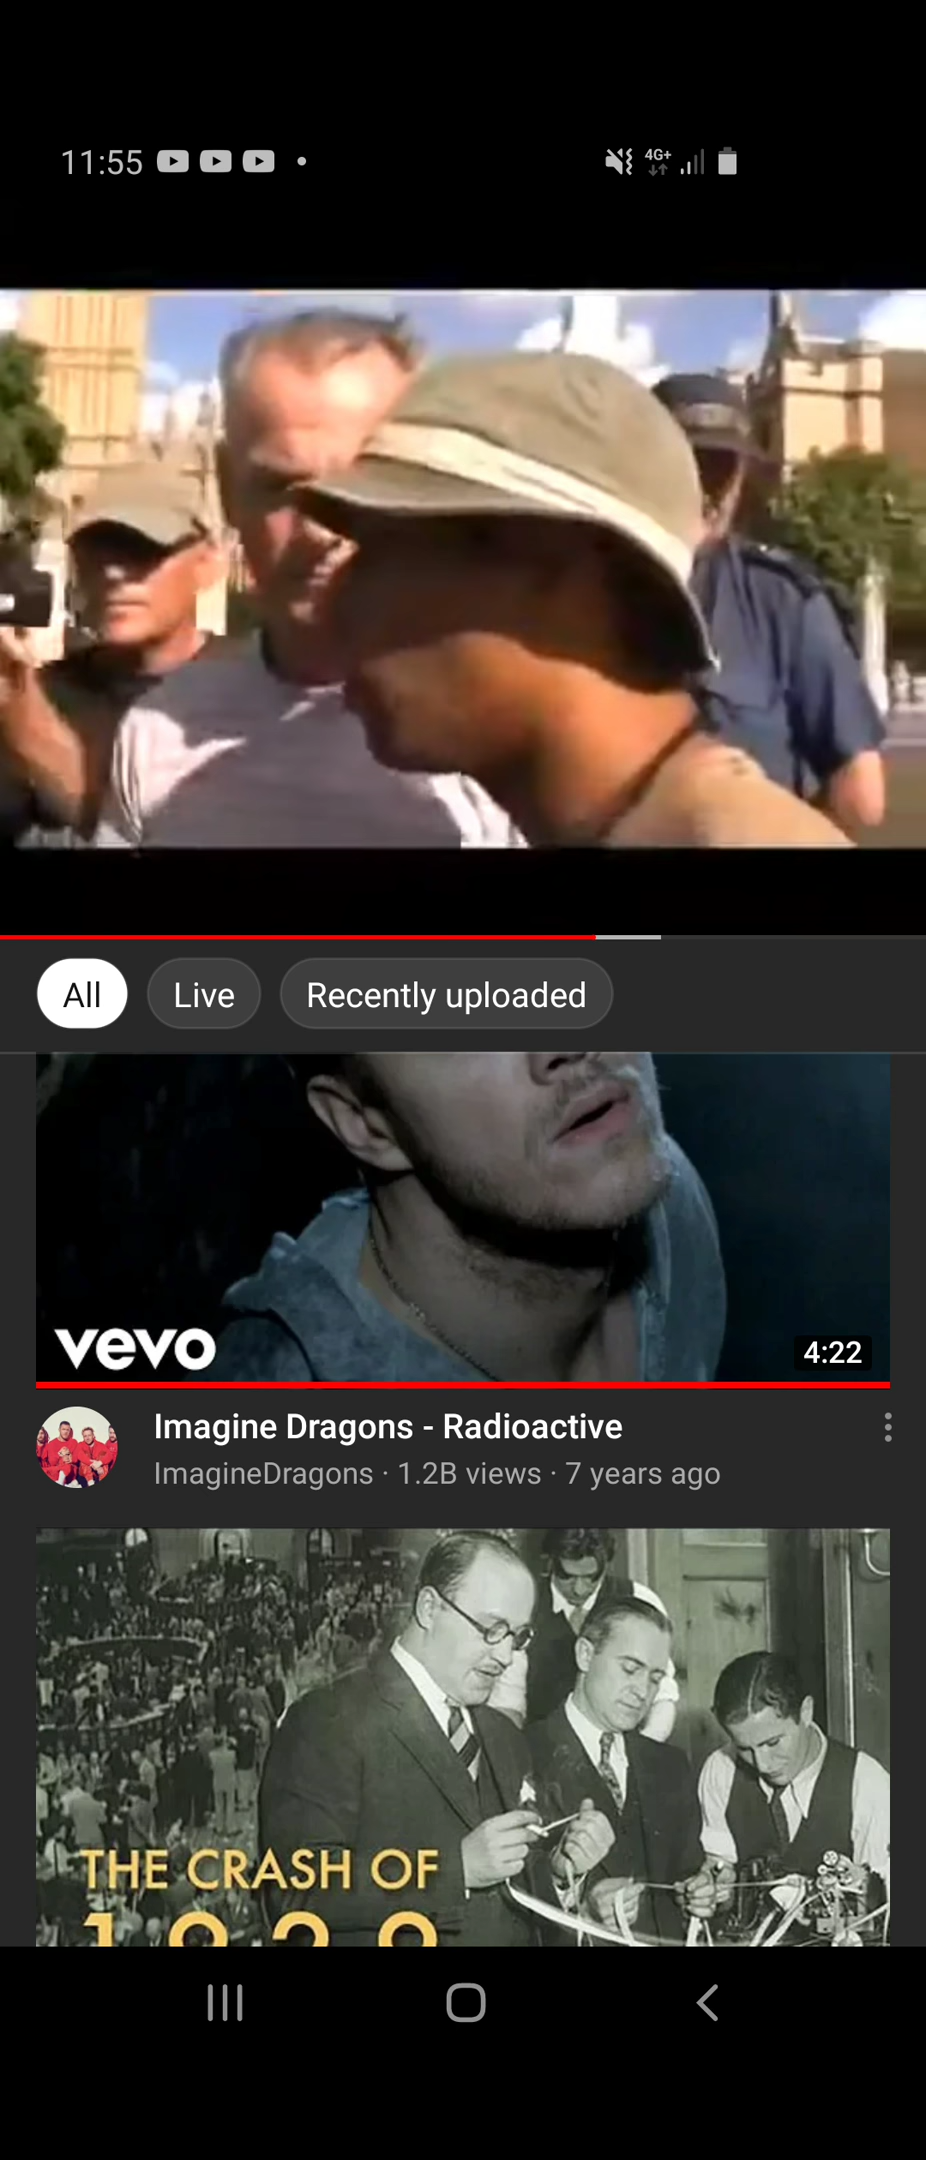 11:55
4G+
All Live Recently uploaded
vevo
4:22
Imagine Dragons - Radioactive
ImagineDragons · 1.2B views · 7 years ago
THE CRASH OF
1929